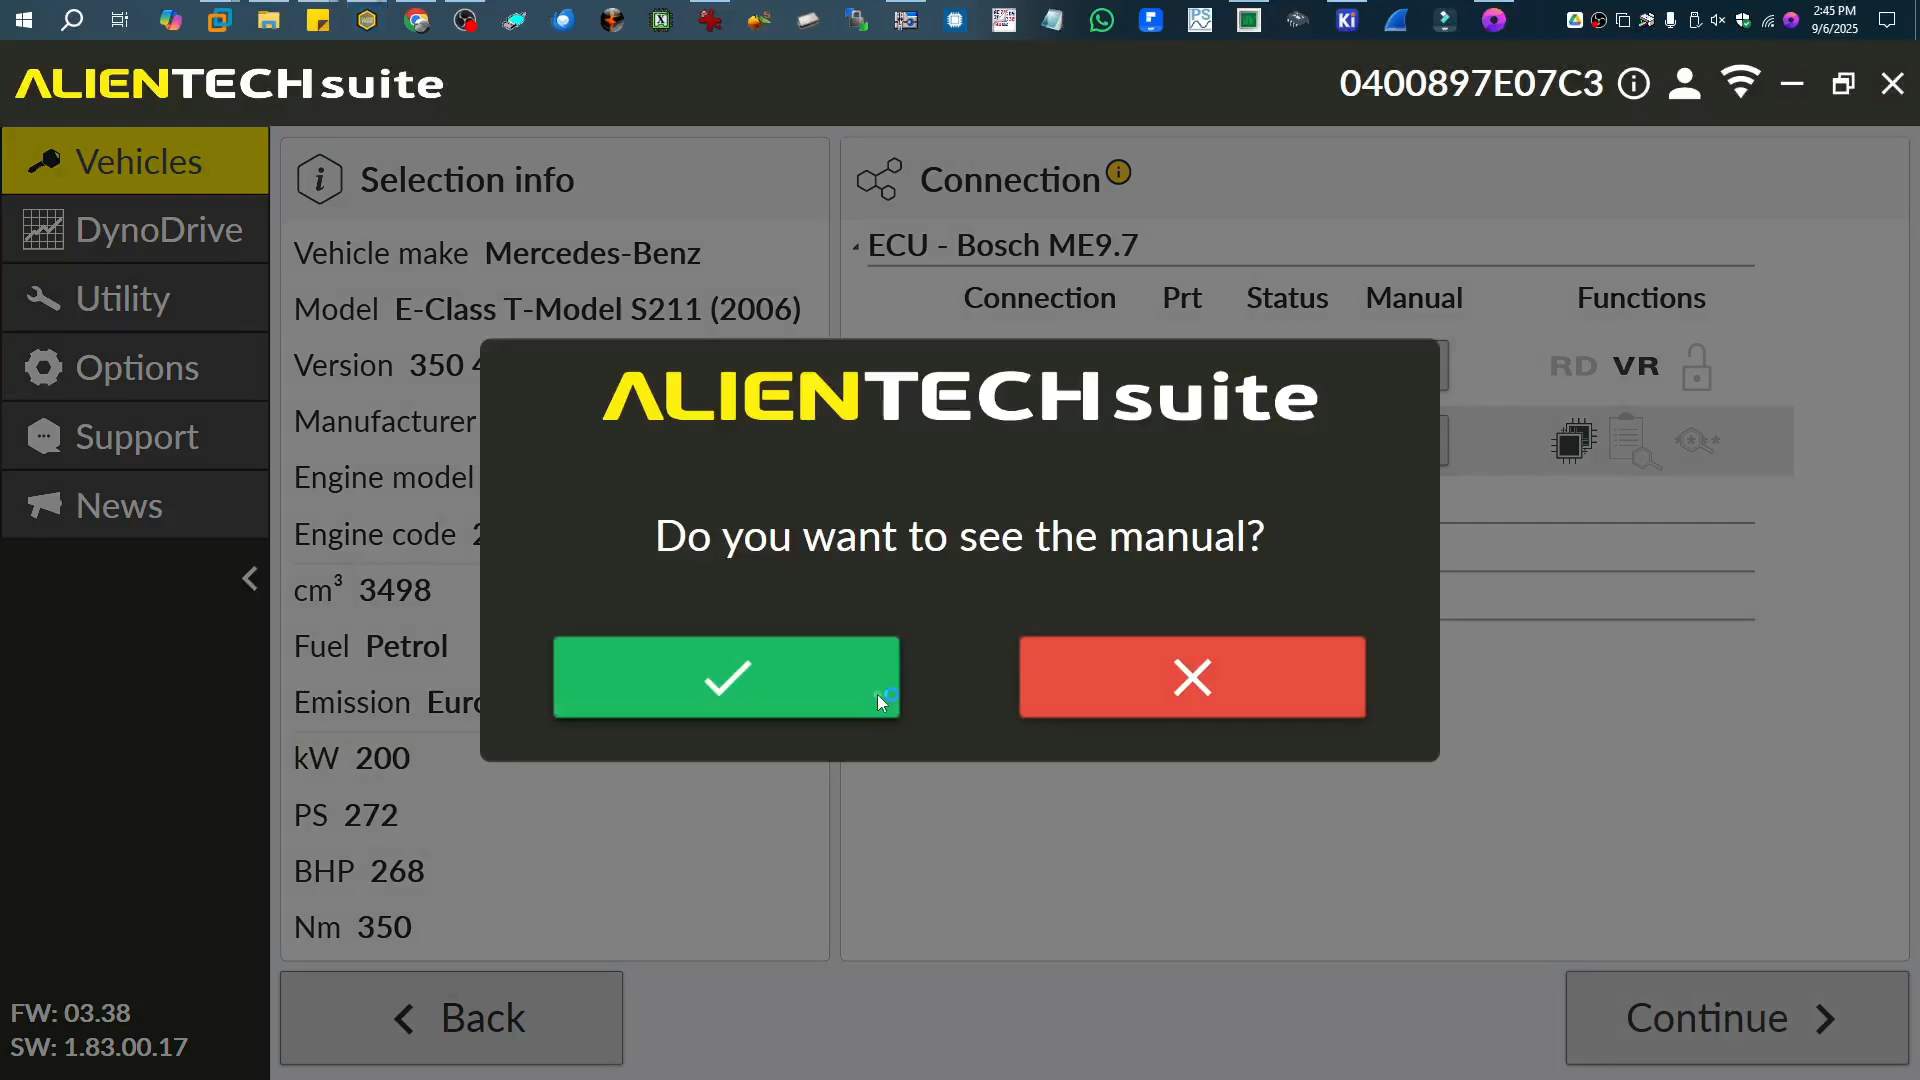 2:45 PM
9/6/2025
ALIENTECH suite
0400897E07C3
Vehicles
DynoDrive
Utility
Options
Support
News
FW: 03.38
SW: 1.83.00.17
Selection info
Vehicle make Mercedes-Benz
Model E-Class T-Model S211 (2006)
Version 350
Manufacturer
Engine model
Engine code
cm³ 3498
Fuel Petrol
Emission
kW 200
PS 272
BHP 268
Nm 350
Connection
ECU - Bosch ME9.7
Connection Prt Status Manual Functions
RD VR
ALIENTECH suite
Do you want to see the manual?
Back
Continue